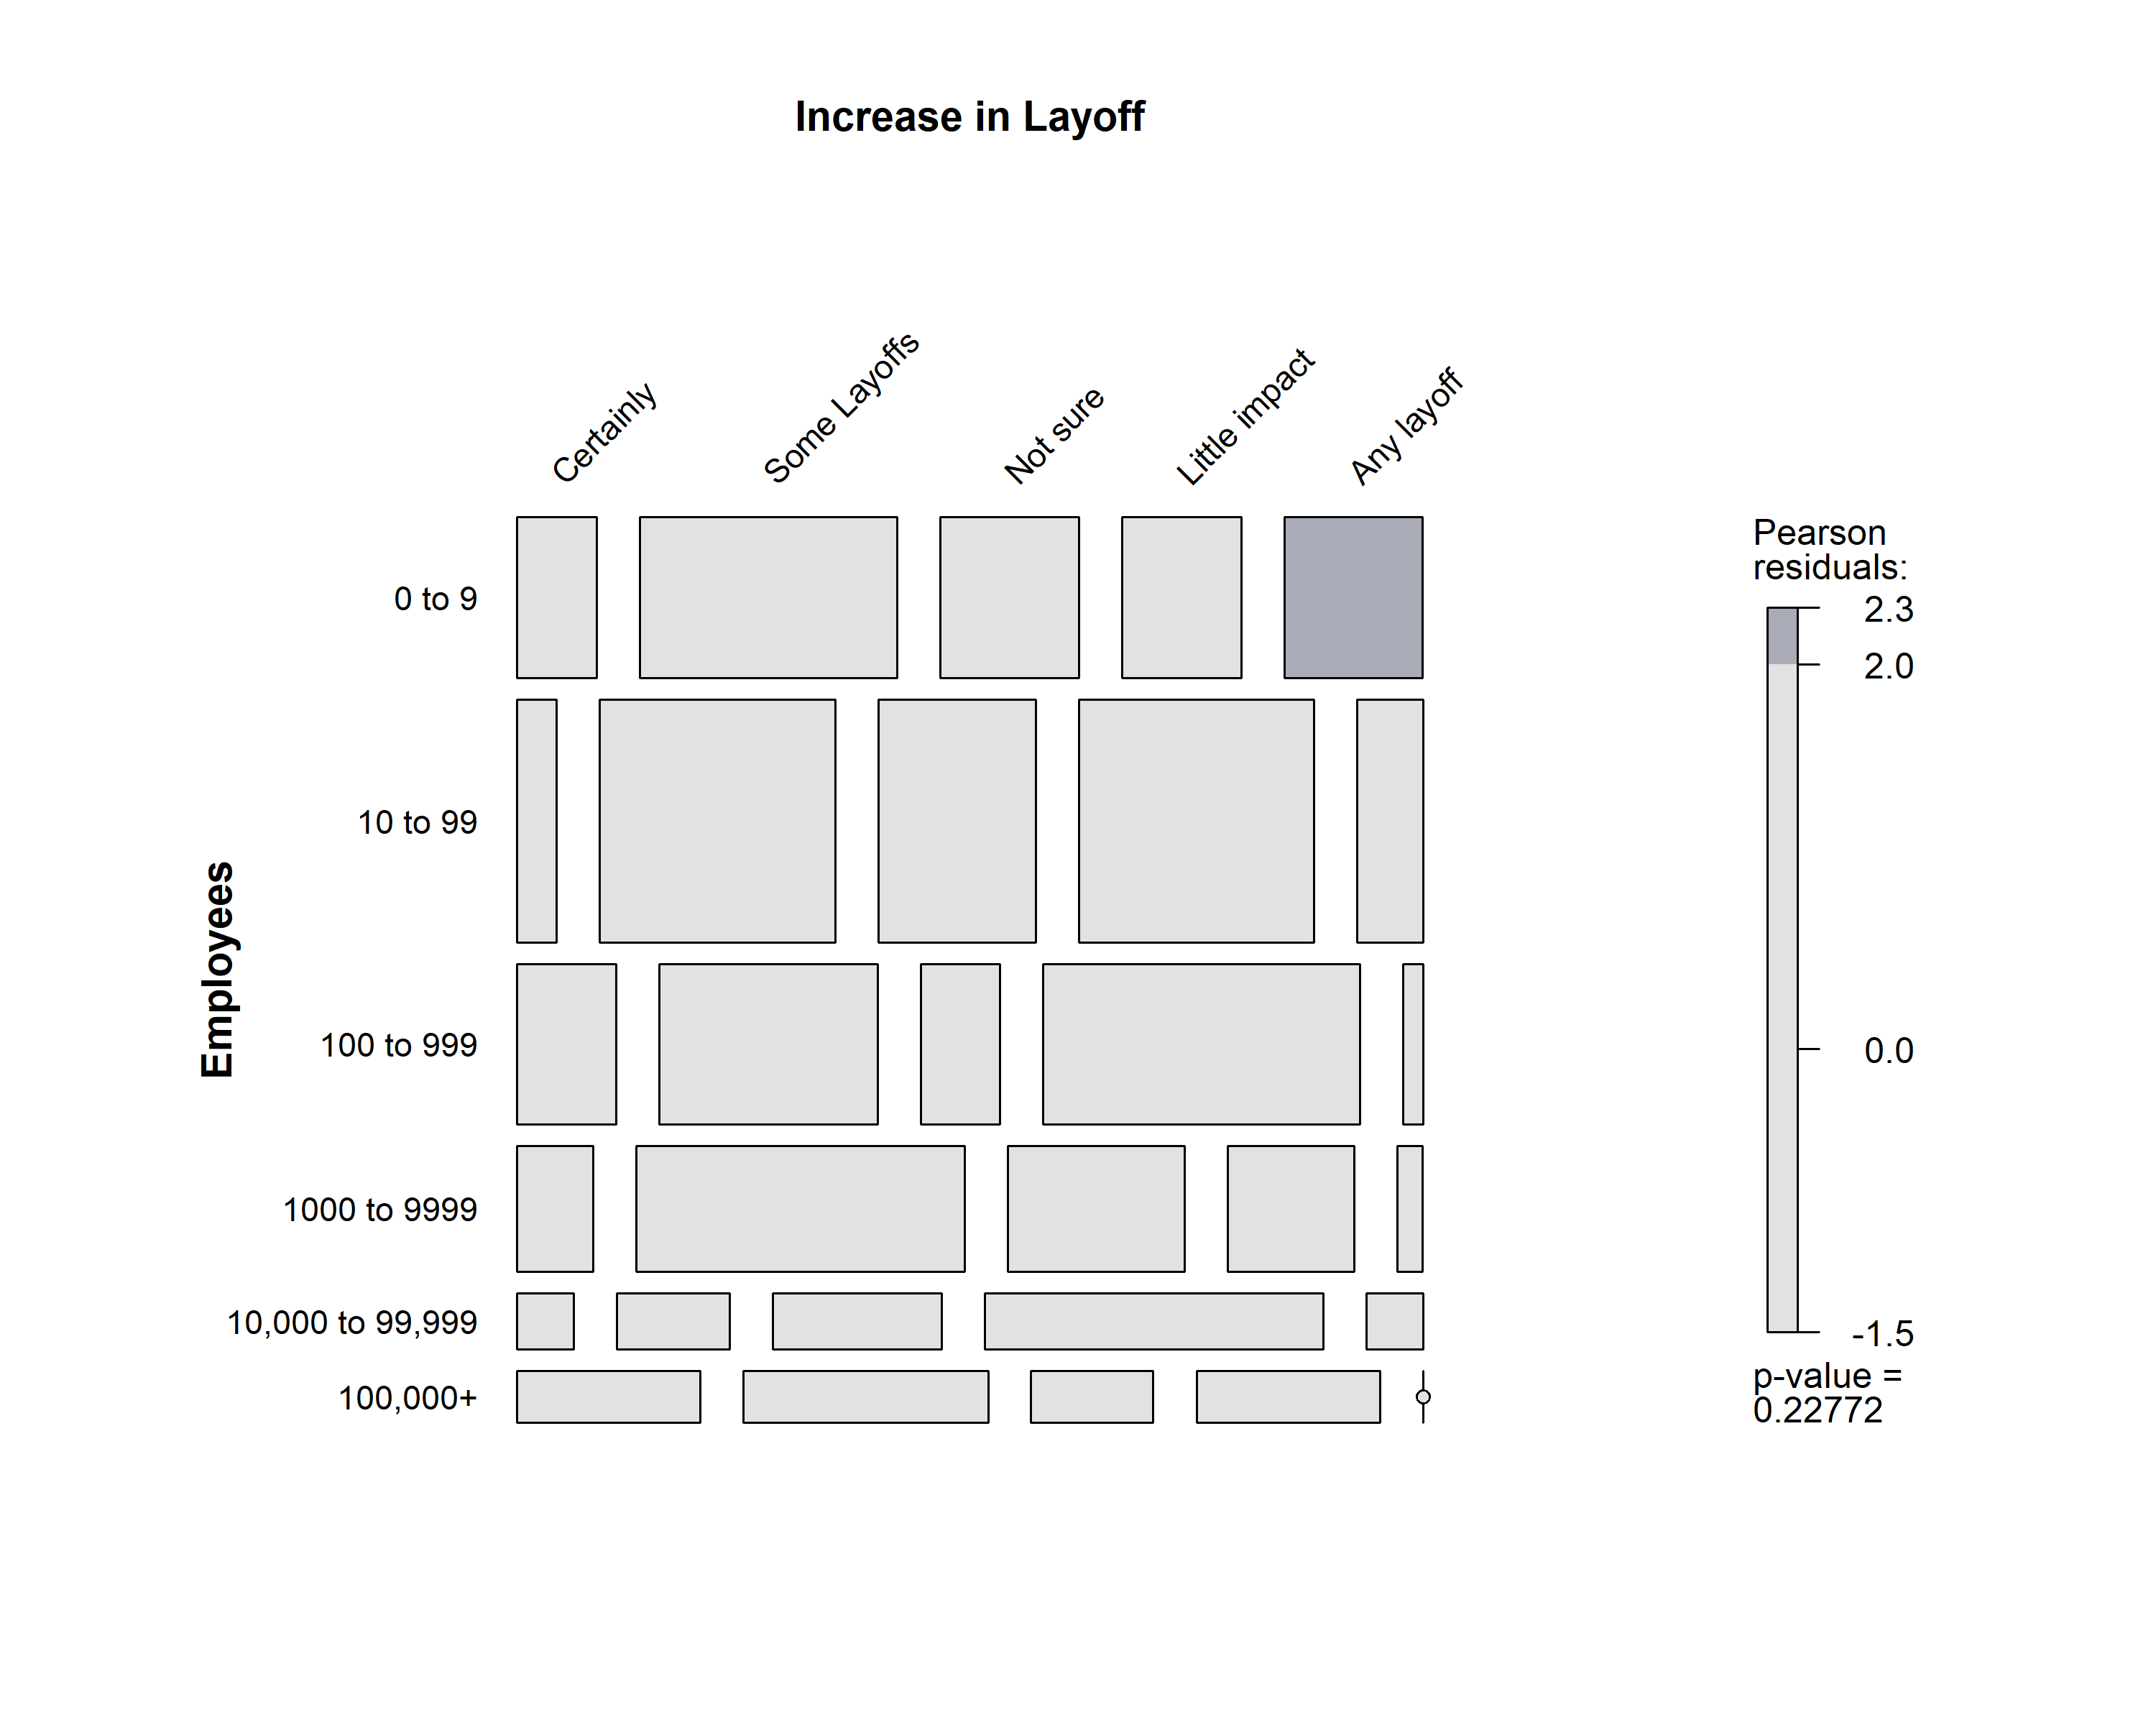 Increase in Layoff
Certainly
Some Layoffs
Not sure
Little impact
Any layoff
Employees
0 to 9
10 to 99
100 to 999
1000 to 9999
10,000 to 99,999
100,000+
Pearson
residuals:
2.3
2.0
0.0
-1.5
p-value =
0.22772